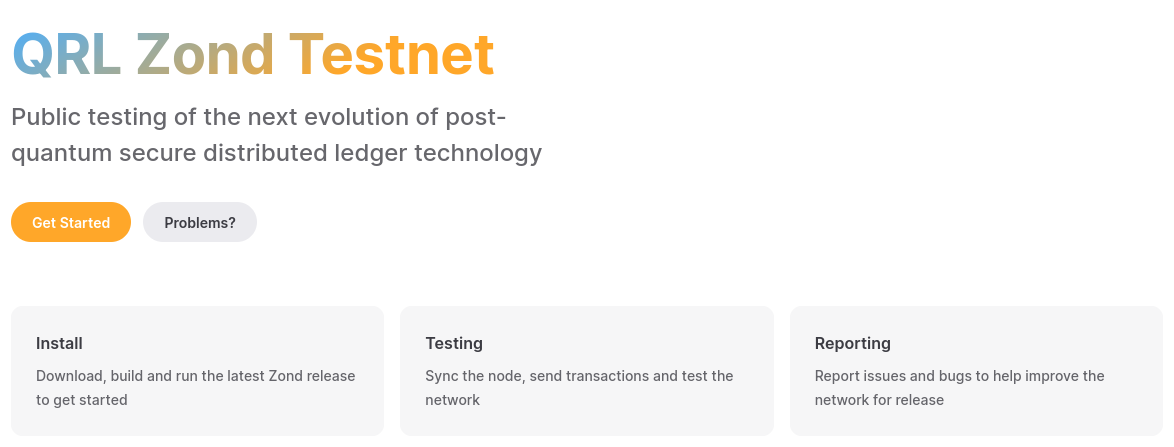 QRL Zond Testnet
Public testing of the next evolution of post-
quantum secure distributed ledger technology
Get Started
Problems?
Install
Download, build and run the latest Zond release
to get started
Testing
Sync the node, send transactions and test the
network
Reporting
Report issues and bugs to help improve the
network for release